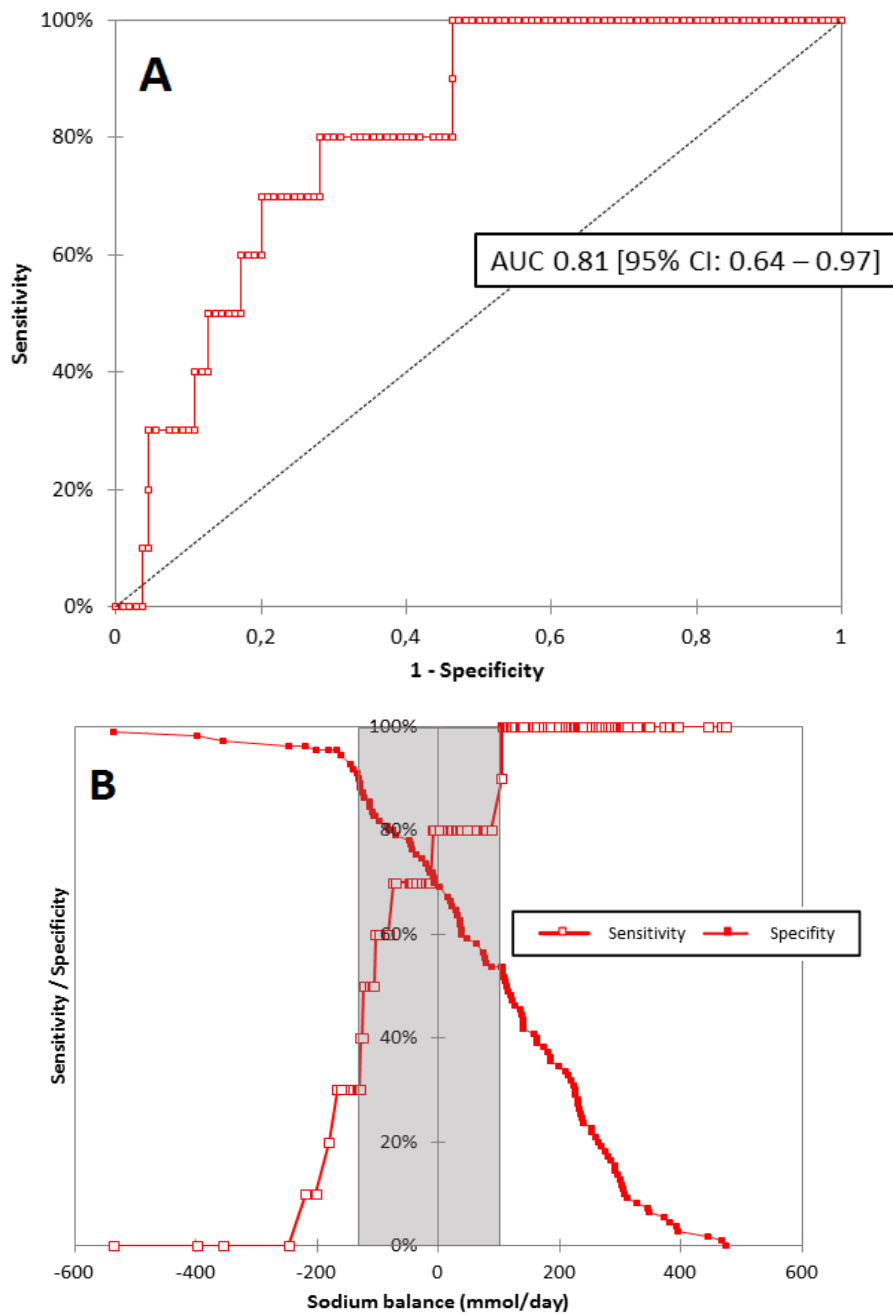 A
100%
80%
60%
40%
20%
0%
Sensitivity
AUC 0.81 [95% CI: 0.64 – 0.97]
0
0,2
0,4
0,6
0,8
1
1 - Specificity
B
100%
80%
60%
40%
20%
0%
Sensitivity / Specificity
Sensitivity
Specifity
-600
-400
-200
0
200
400
600
Sodium balance (mmol/day)